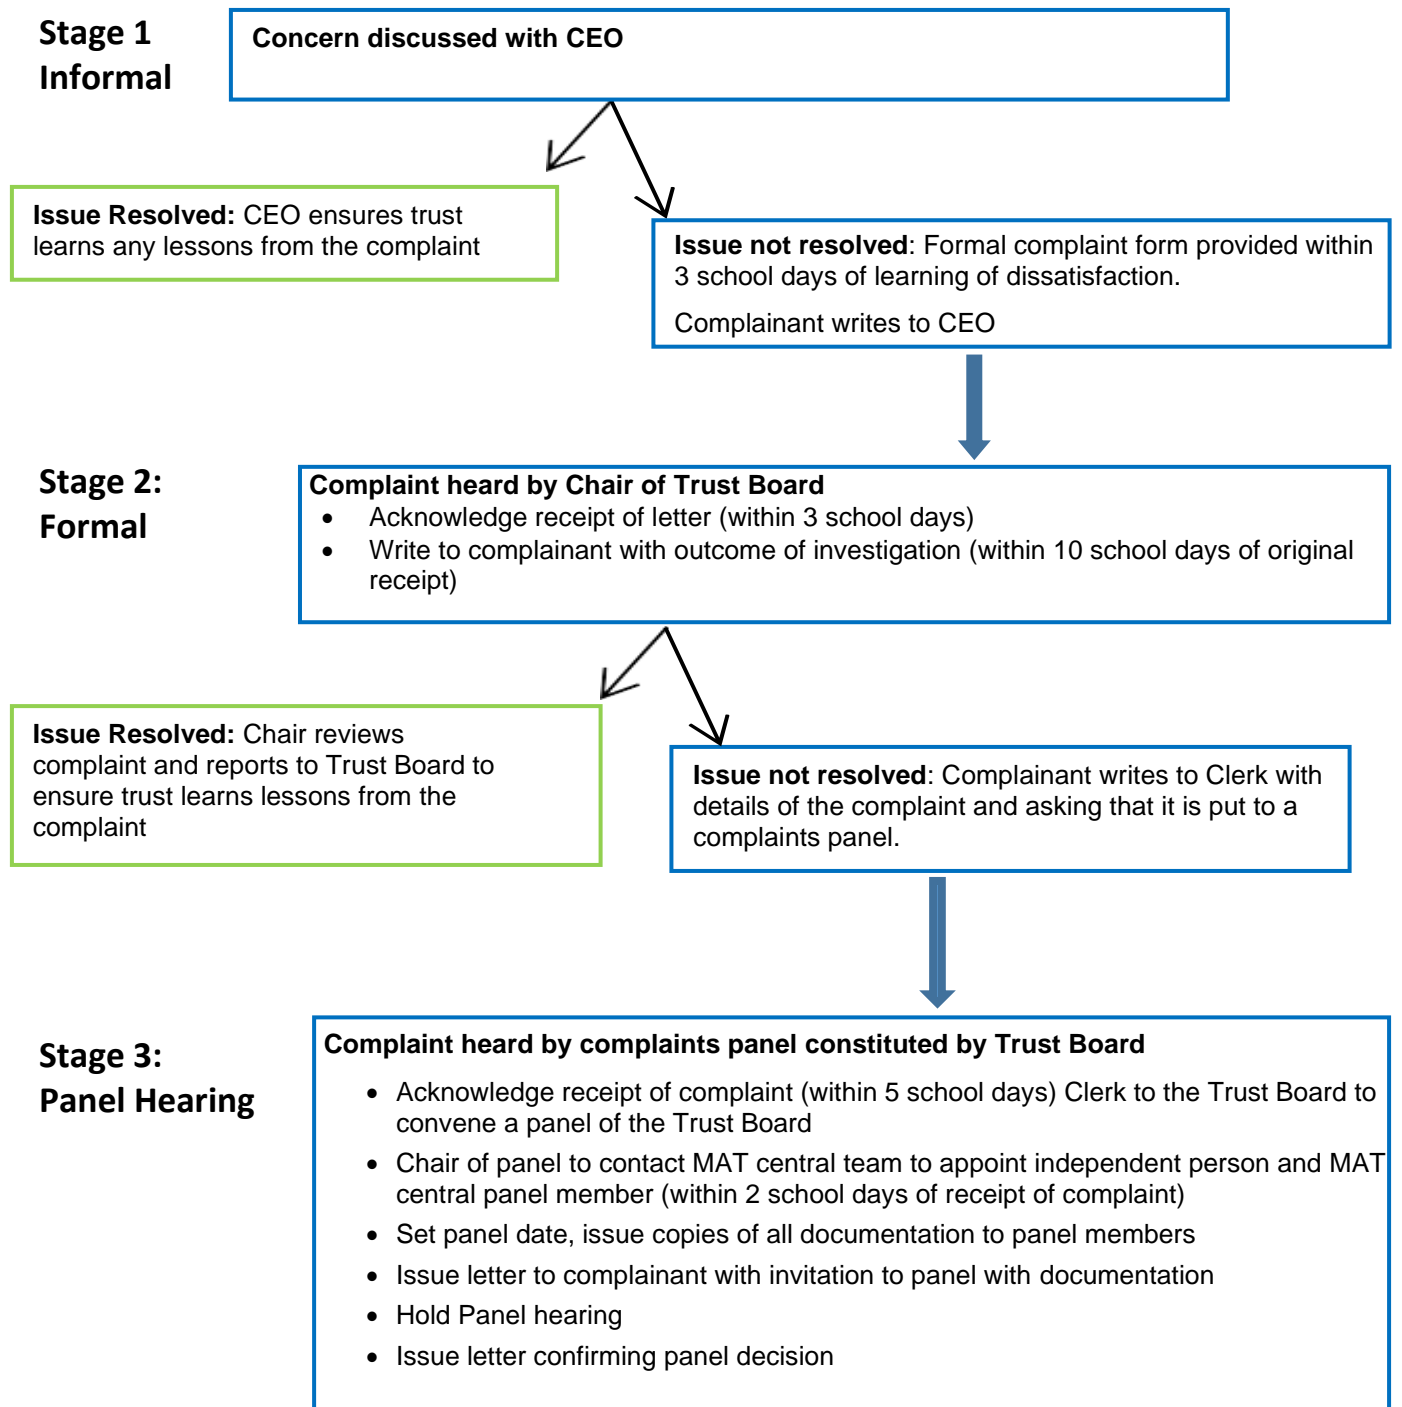 Stage 1
Informal
Concern discussed with CEO
Issue Resolved: CEO ensures trust
learns any lessons from the complaint
Issue not resolved: Formal complaint form provided within
3 school days of learning of dissatisfaction.
Complainant writes to CEO
Stage 2:
Formal
Complaint heard by Chair of Trust Board
• Acknowledge receipt of letter (within 3 school days)
• Write to complainant with outcome of investigation (within 10 school days of original
receipt)
Issue Resolved: Chair reviews
complaint and reports to Trust Board to
ensure trust learns lessons from the
complaint
Issue not resolved: Complainant writes to Clerk with
details of the complaint and asking that it is put to a
complaints panel.
Stage 3:
Panel Hearing
Complaint heard by complaints panel constituted by Trust Board
• Acknowledge receipt of complaint (within 5 school days) Clerk to the Trust Board to
convene a panel of the Trust Board
• Chair of panel to contact MAT central team to appoint independent person and MAT
central panel member (within 2 school days of receipt of complaint)
• Set panel date, issue copies of all documentation to panel members
• Issue letter to complainant with invitation to panel with documentation
• Hold Panel hearing
• Issue letter confirming panel decision